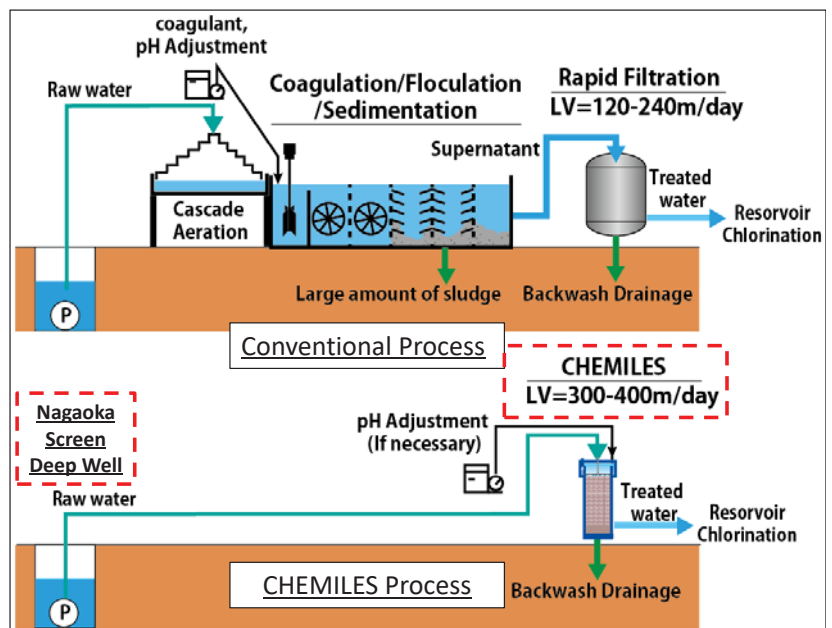 coagulant,
pH Adjustment
Raw water
Coagulation/Floculation
/Sedimentation
Rapid Filtration
LV=120-240m/day
Supernatant
Cascade
Aeration
Treated
water
Reservoir
Chlorination
P
Large amount of sludge
Backwash Drainage
Conventional Process
CHEMILES
LV=300-400m/day
Nagaoka
Screen
Deep Well
pH Adjustment
(If necessary)
Raw water
Treated
water
Reservoir
Chlorination
P
CHEMILES Process
Backwash Drainage